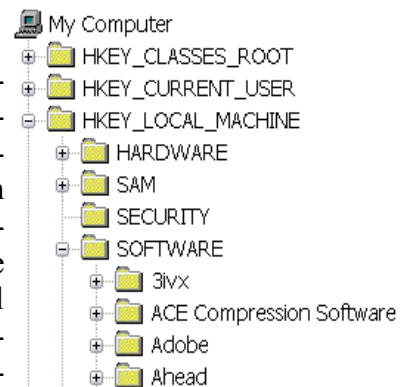 My Computer
HKEY_CLASSES_ROOT
HKEY_CURRENT_USER
HKEY_LOCAL_MACHINE
HARDWARE
SAM
SECURITY
SOFTWARE
3ivx
ACE Compression Software
Adobe
Ahead